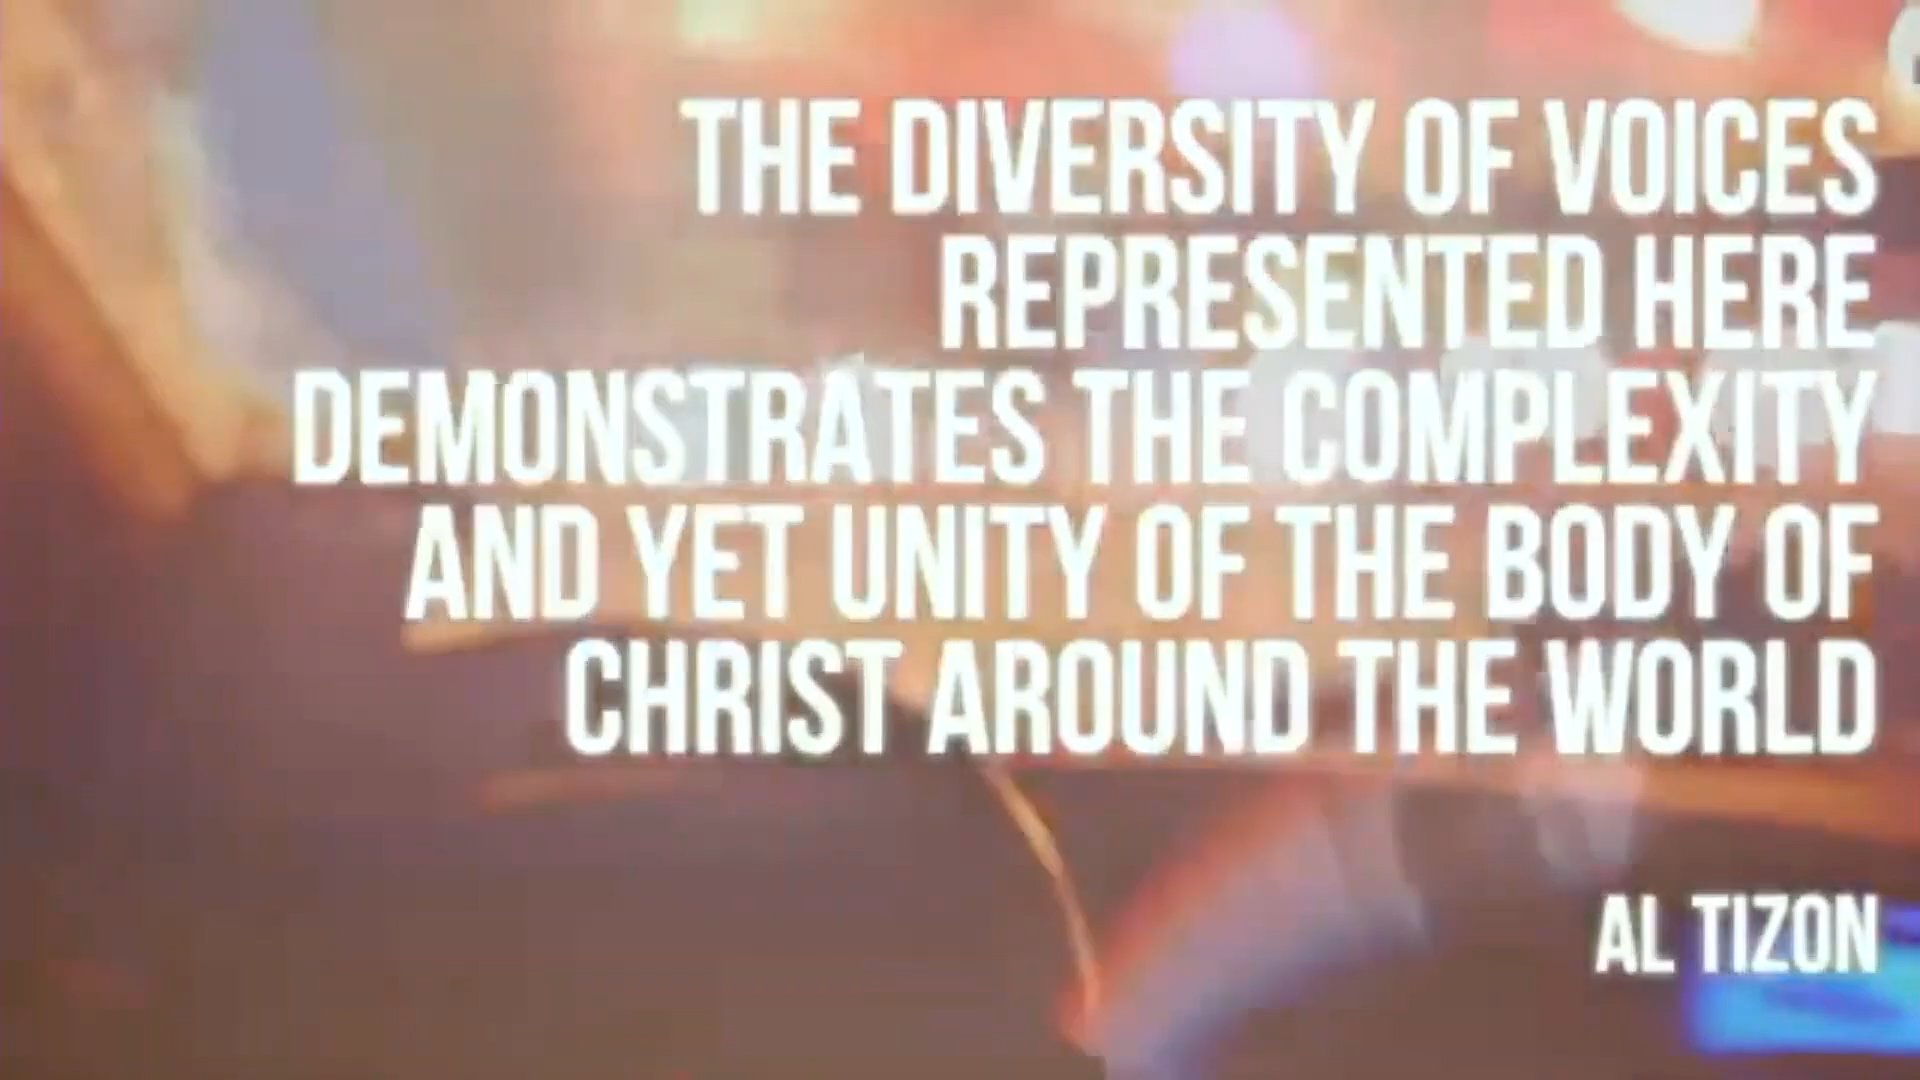 THE DIVERSITY OF VOICES
REPRESENTED HERE
DEMONSTRATES THE COMPLEXITY
AND YET UNITY OF THE BODY OF
CHRIST AROUND THE WORLD
AL TIZON